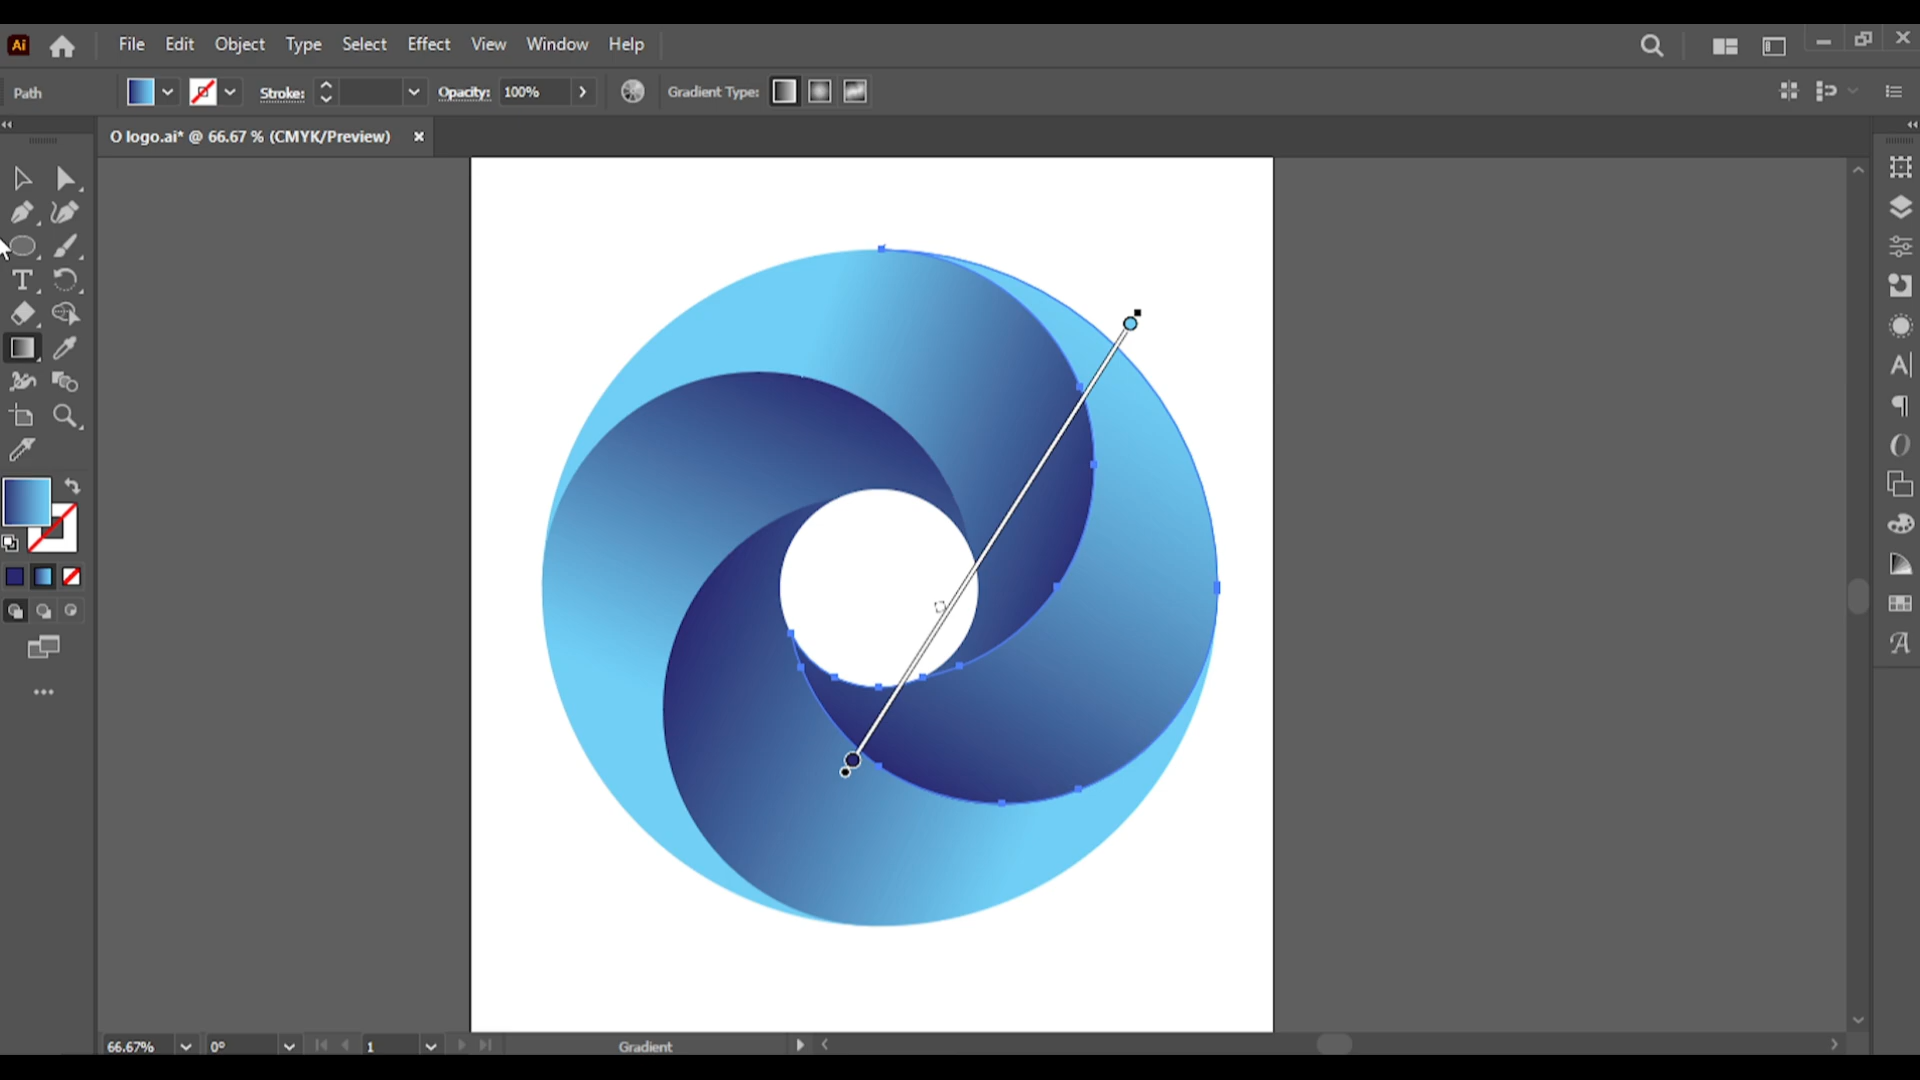 Ai File Edit Object Type Select Effect View Window Help
Path Stroke: Opacity: 100% Gradient Type:
O logo.ai* @ 66.67 % (CMYK/Preview)
66.67% 0° 1 Gradient